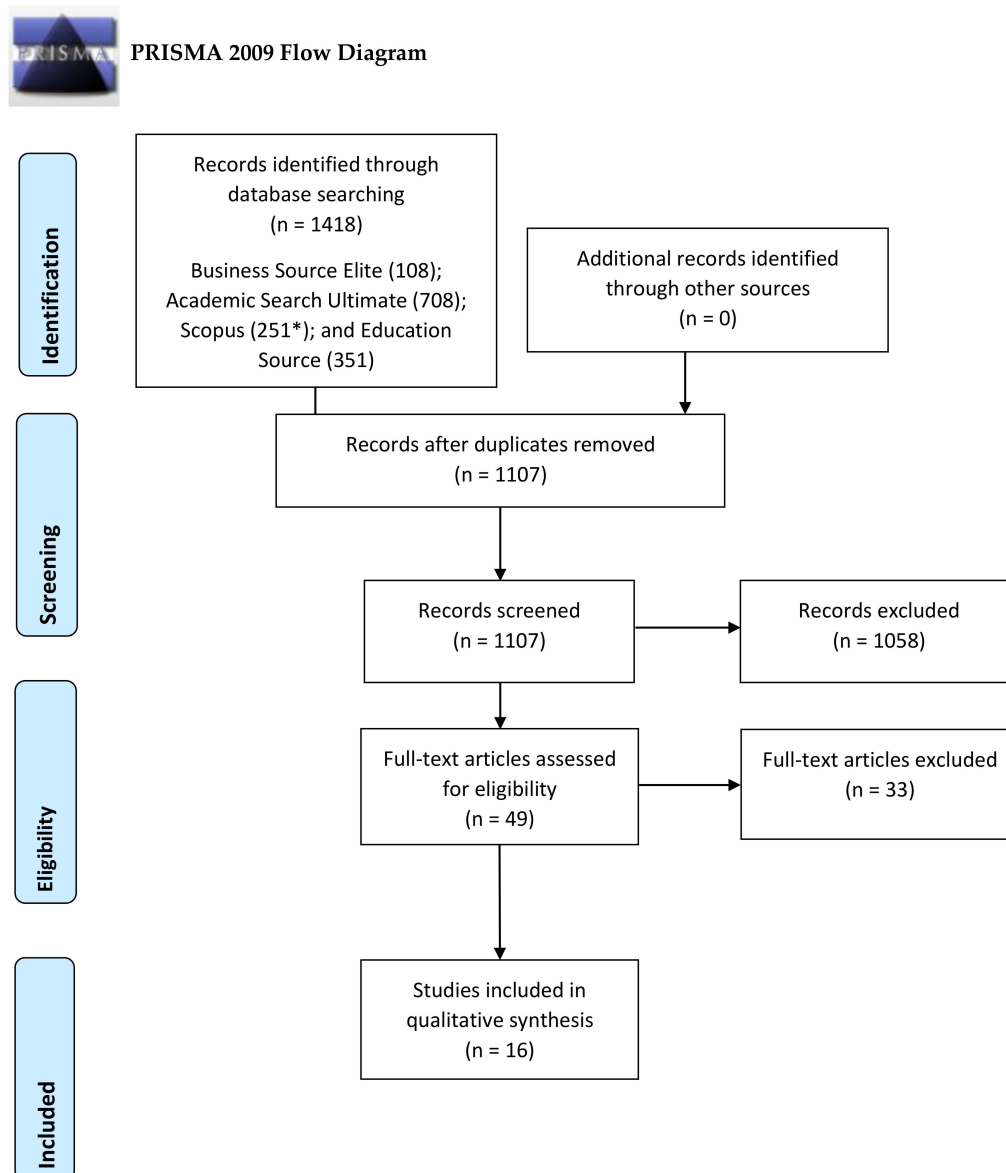 PRISMA
PRISMA 2009 Flow Diagram
Identification
Records identified through
database searching
(n = 1418)
Business Source Elite (108);
Academic Search Ultimate (708);
Scopus (251*); and Education
Source (351)
Additional records identified
through other sources
(n = 0)
Screening
Records after duplicates removed
(n = 1107)
Records screened
(n = 1107)
Records excluded
(n = 1058)
Eligibility
Full-text articles assessed
for eligibility
(n = 49)
Full-text articles excluded
(n = 33)
Included
Studies included in
qualitative synthesis
(n = 16)